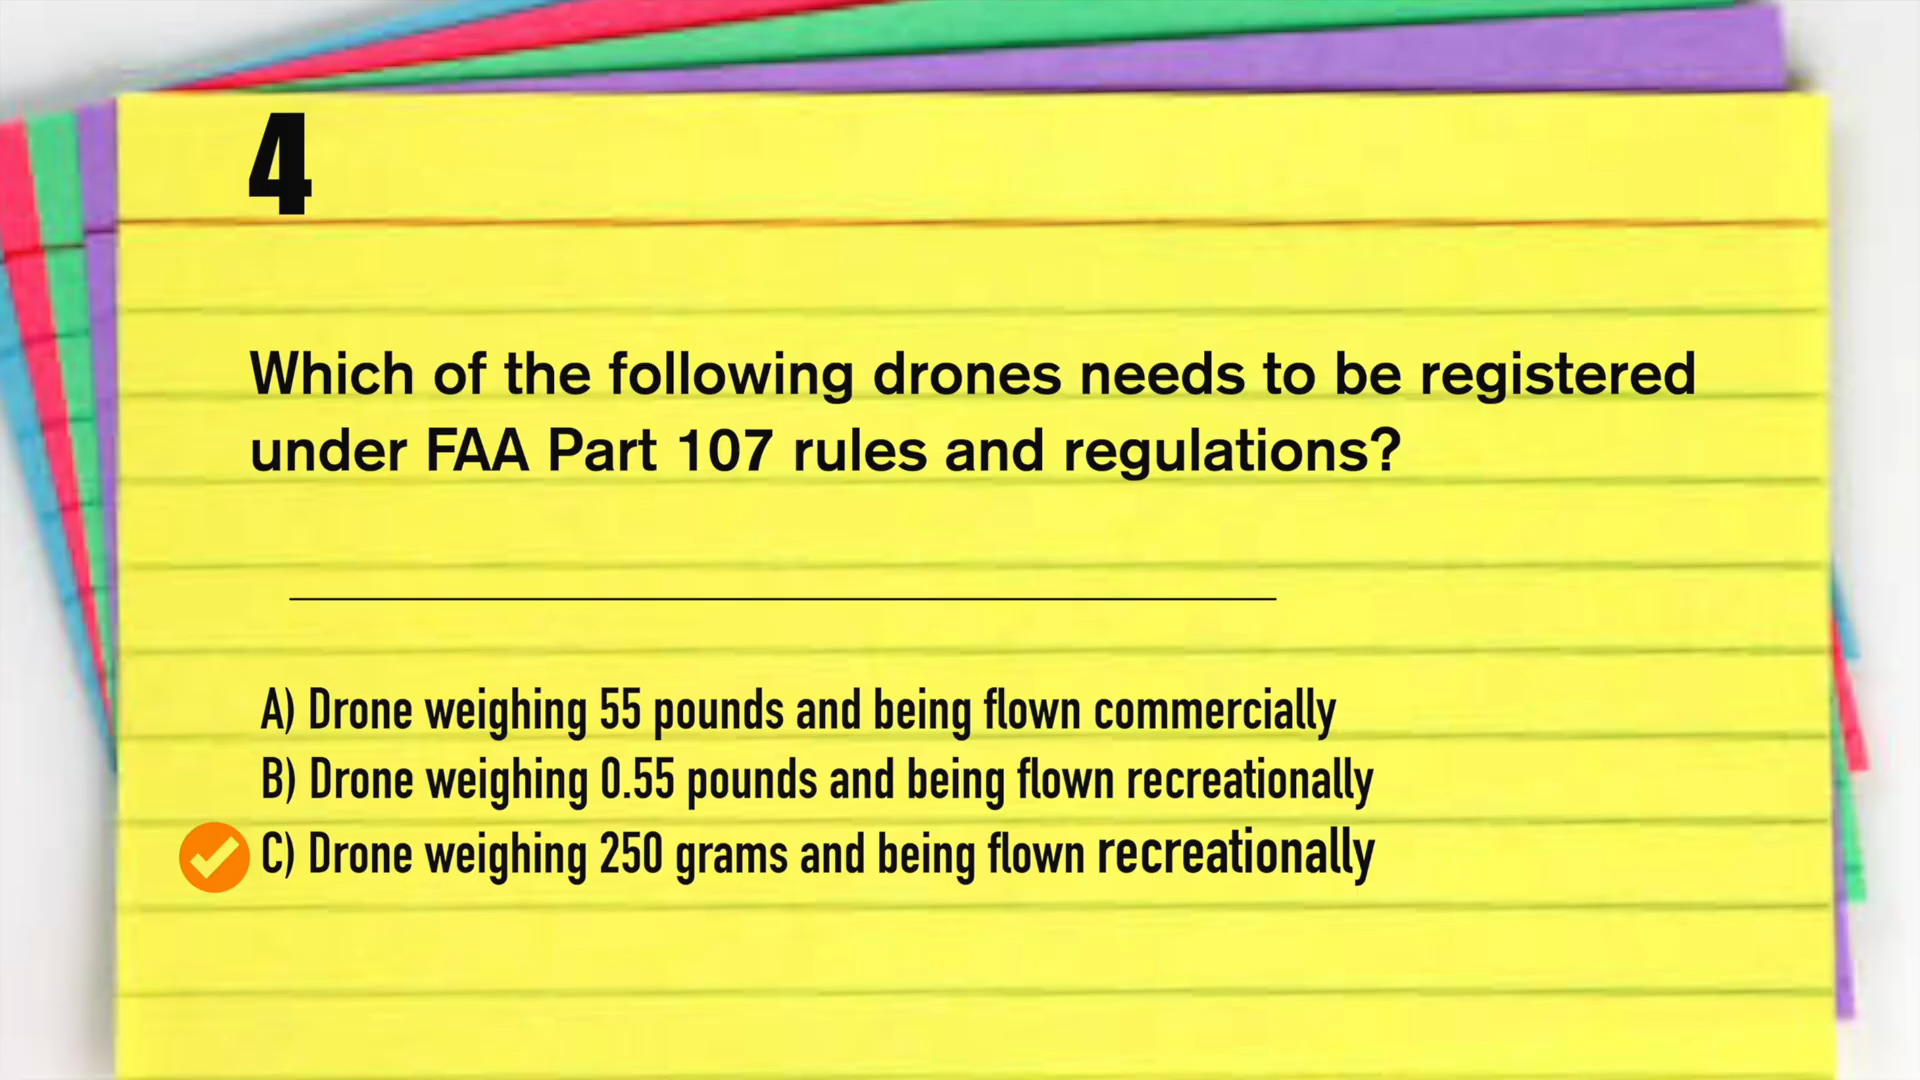 4
Which of the following drones needs to be registered
under FAA Part 107 rules and regulations?
A) Drone weighing 55 pounds and being flown commercially
B) Drone weighing 0.55 pounds and being flown recreationally
C) Drone weighing 250 grams and being flown recreationally